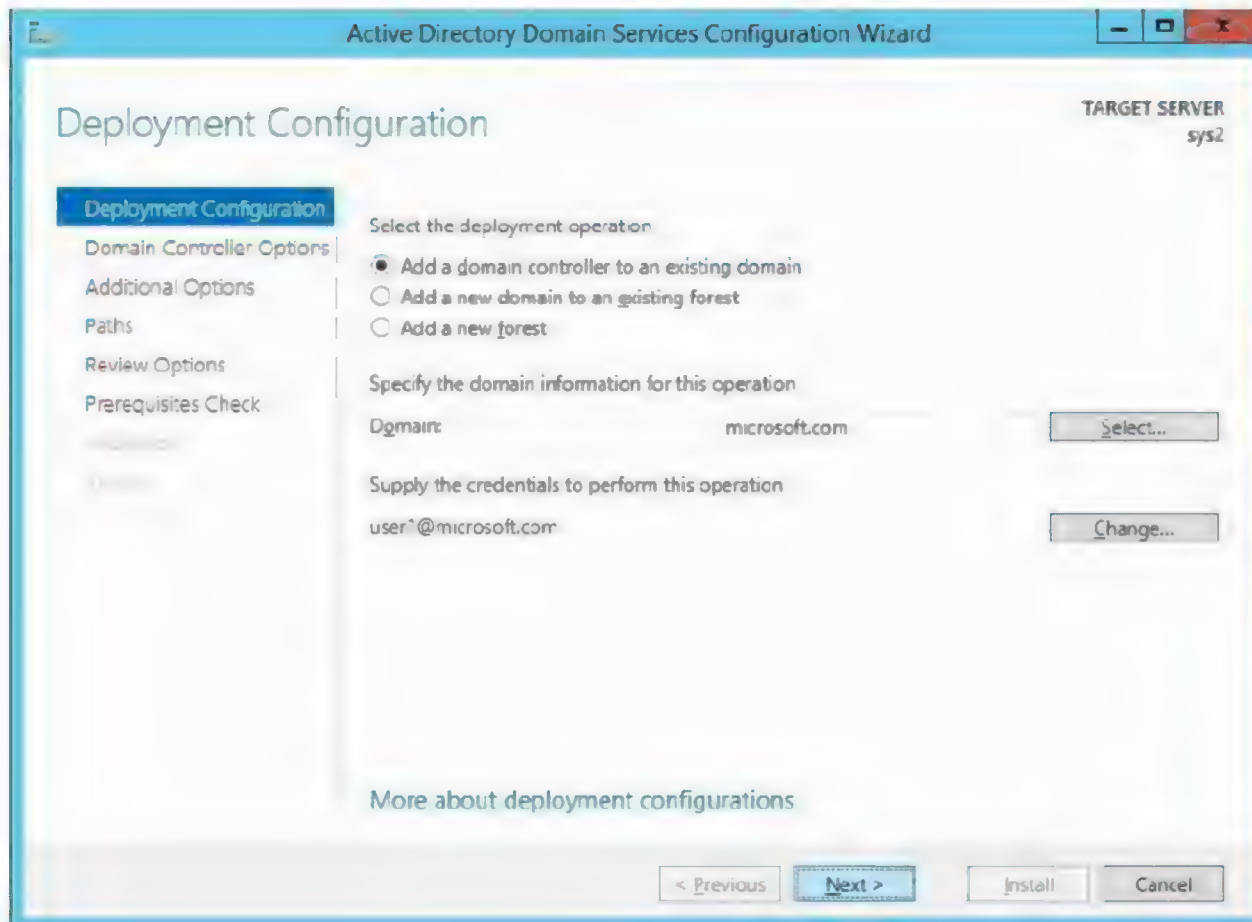 Active Directory Domain Services Configuration Wizard
Deployment Configuration
TARGET SERVER
sys2
Deployment Configuration
Domain Controller Options
Additional Options
Paths
Review Options
Prerequisites Check
Select the deployment operation
Add a domain controller to an existing domain
Add a new domain to an existing forest
Add a new forest
Specify the domain information for this operation
Domain: microsoft.com Select...
Supply the credentials to perform this operation
user1@microsoft.com Change...
More about deployment configurations
< Previous Next > Install Cancel